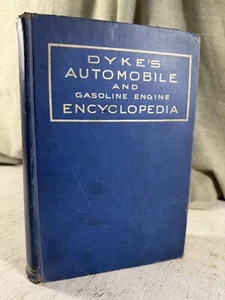 DYKE'S
AUTOMOBILE
AND
GASOLINE ENGINE
ENCYCLOPEDIA